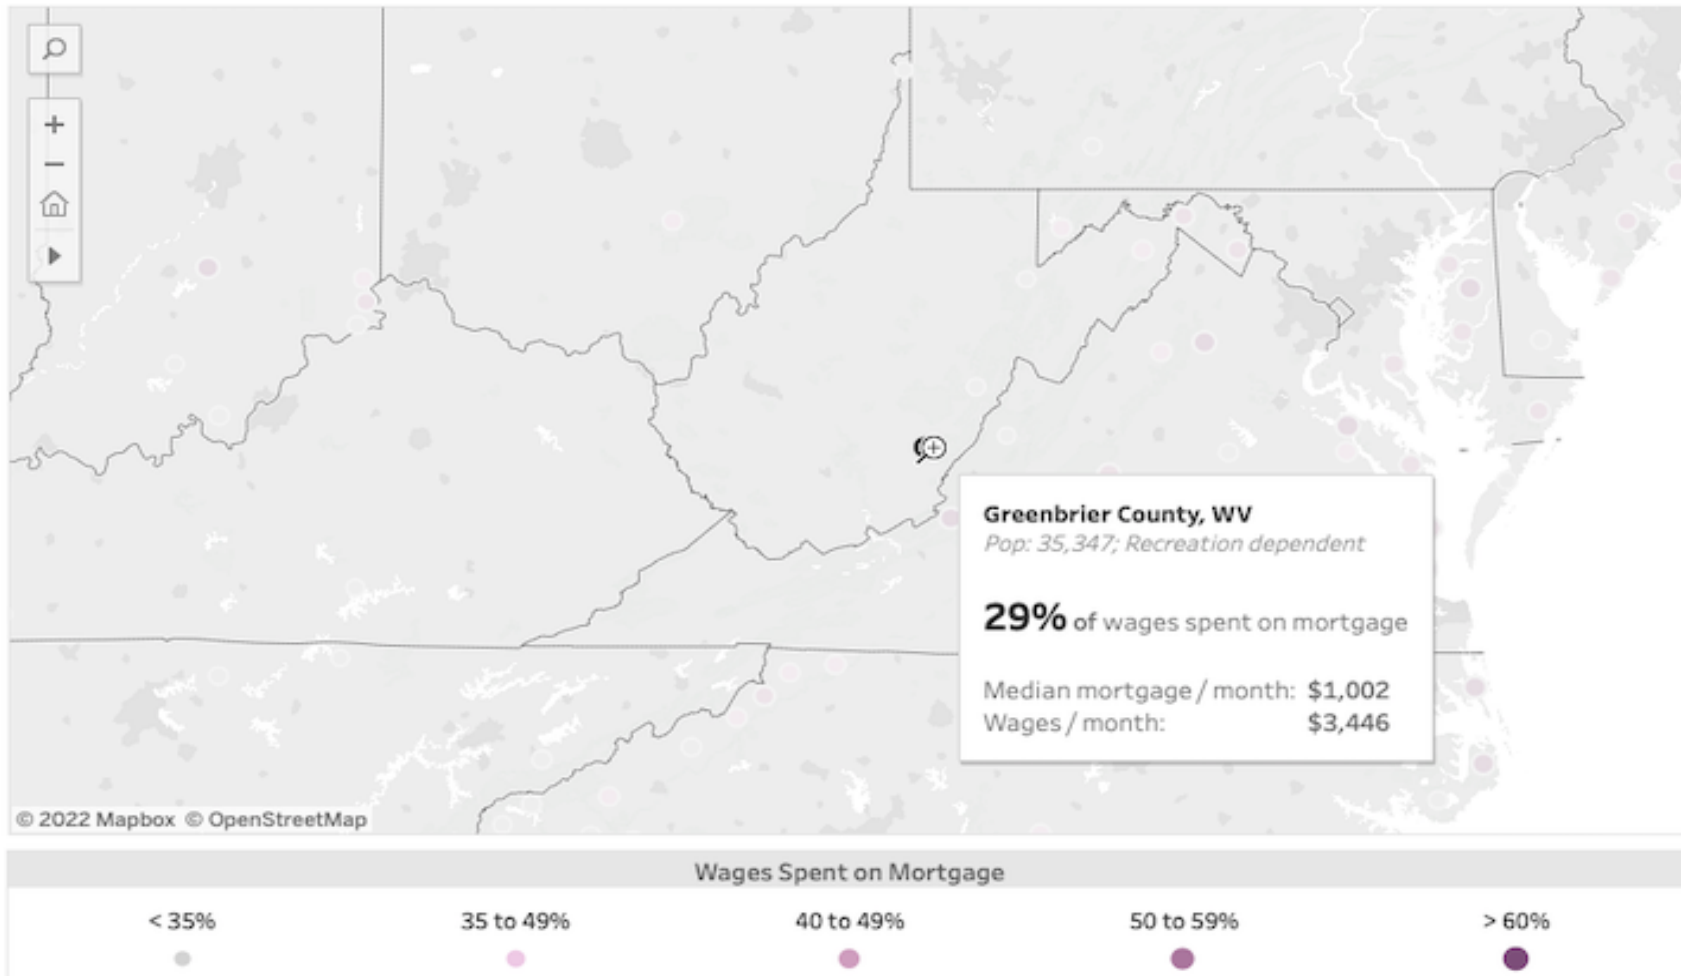 Greenbrier County, WV
Pop: 35,347; Recreation dependent
29% of wages spent on mortgage
Median mortgage / month: $1,002
Wages / month: $3,446
© 2022 Mapbox © OpenStreetMap
Wages Spent on Mortgage
< 35% 35 to 49% 40 to 49% 50 to 59% > 60%